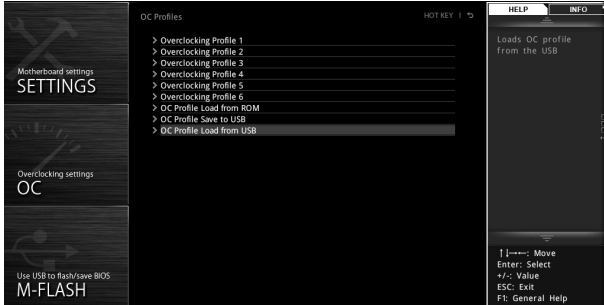 Motherboard settings
SETTINGS
Overclocking settings
OC
Use USB to flash/save BIOS
M-FLASH
OC Profiles
HOT KEY |
> Overclocking Profile 1
> Overclocking Profile 2
> Overclocking Profile 3
> Overclocking Profile 4
> Overclocking Profile 5
> Overclocking Profile 6
> OC Profile Load from ROM
> OC Profile Save to USB
> OC Profile Load from USB
HELP
INFO
Loads OC profile
from the USB
↑↓→←: Move
Enter: Select
+/-: Value
ESC: Exit
F1: General Help